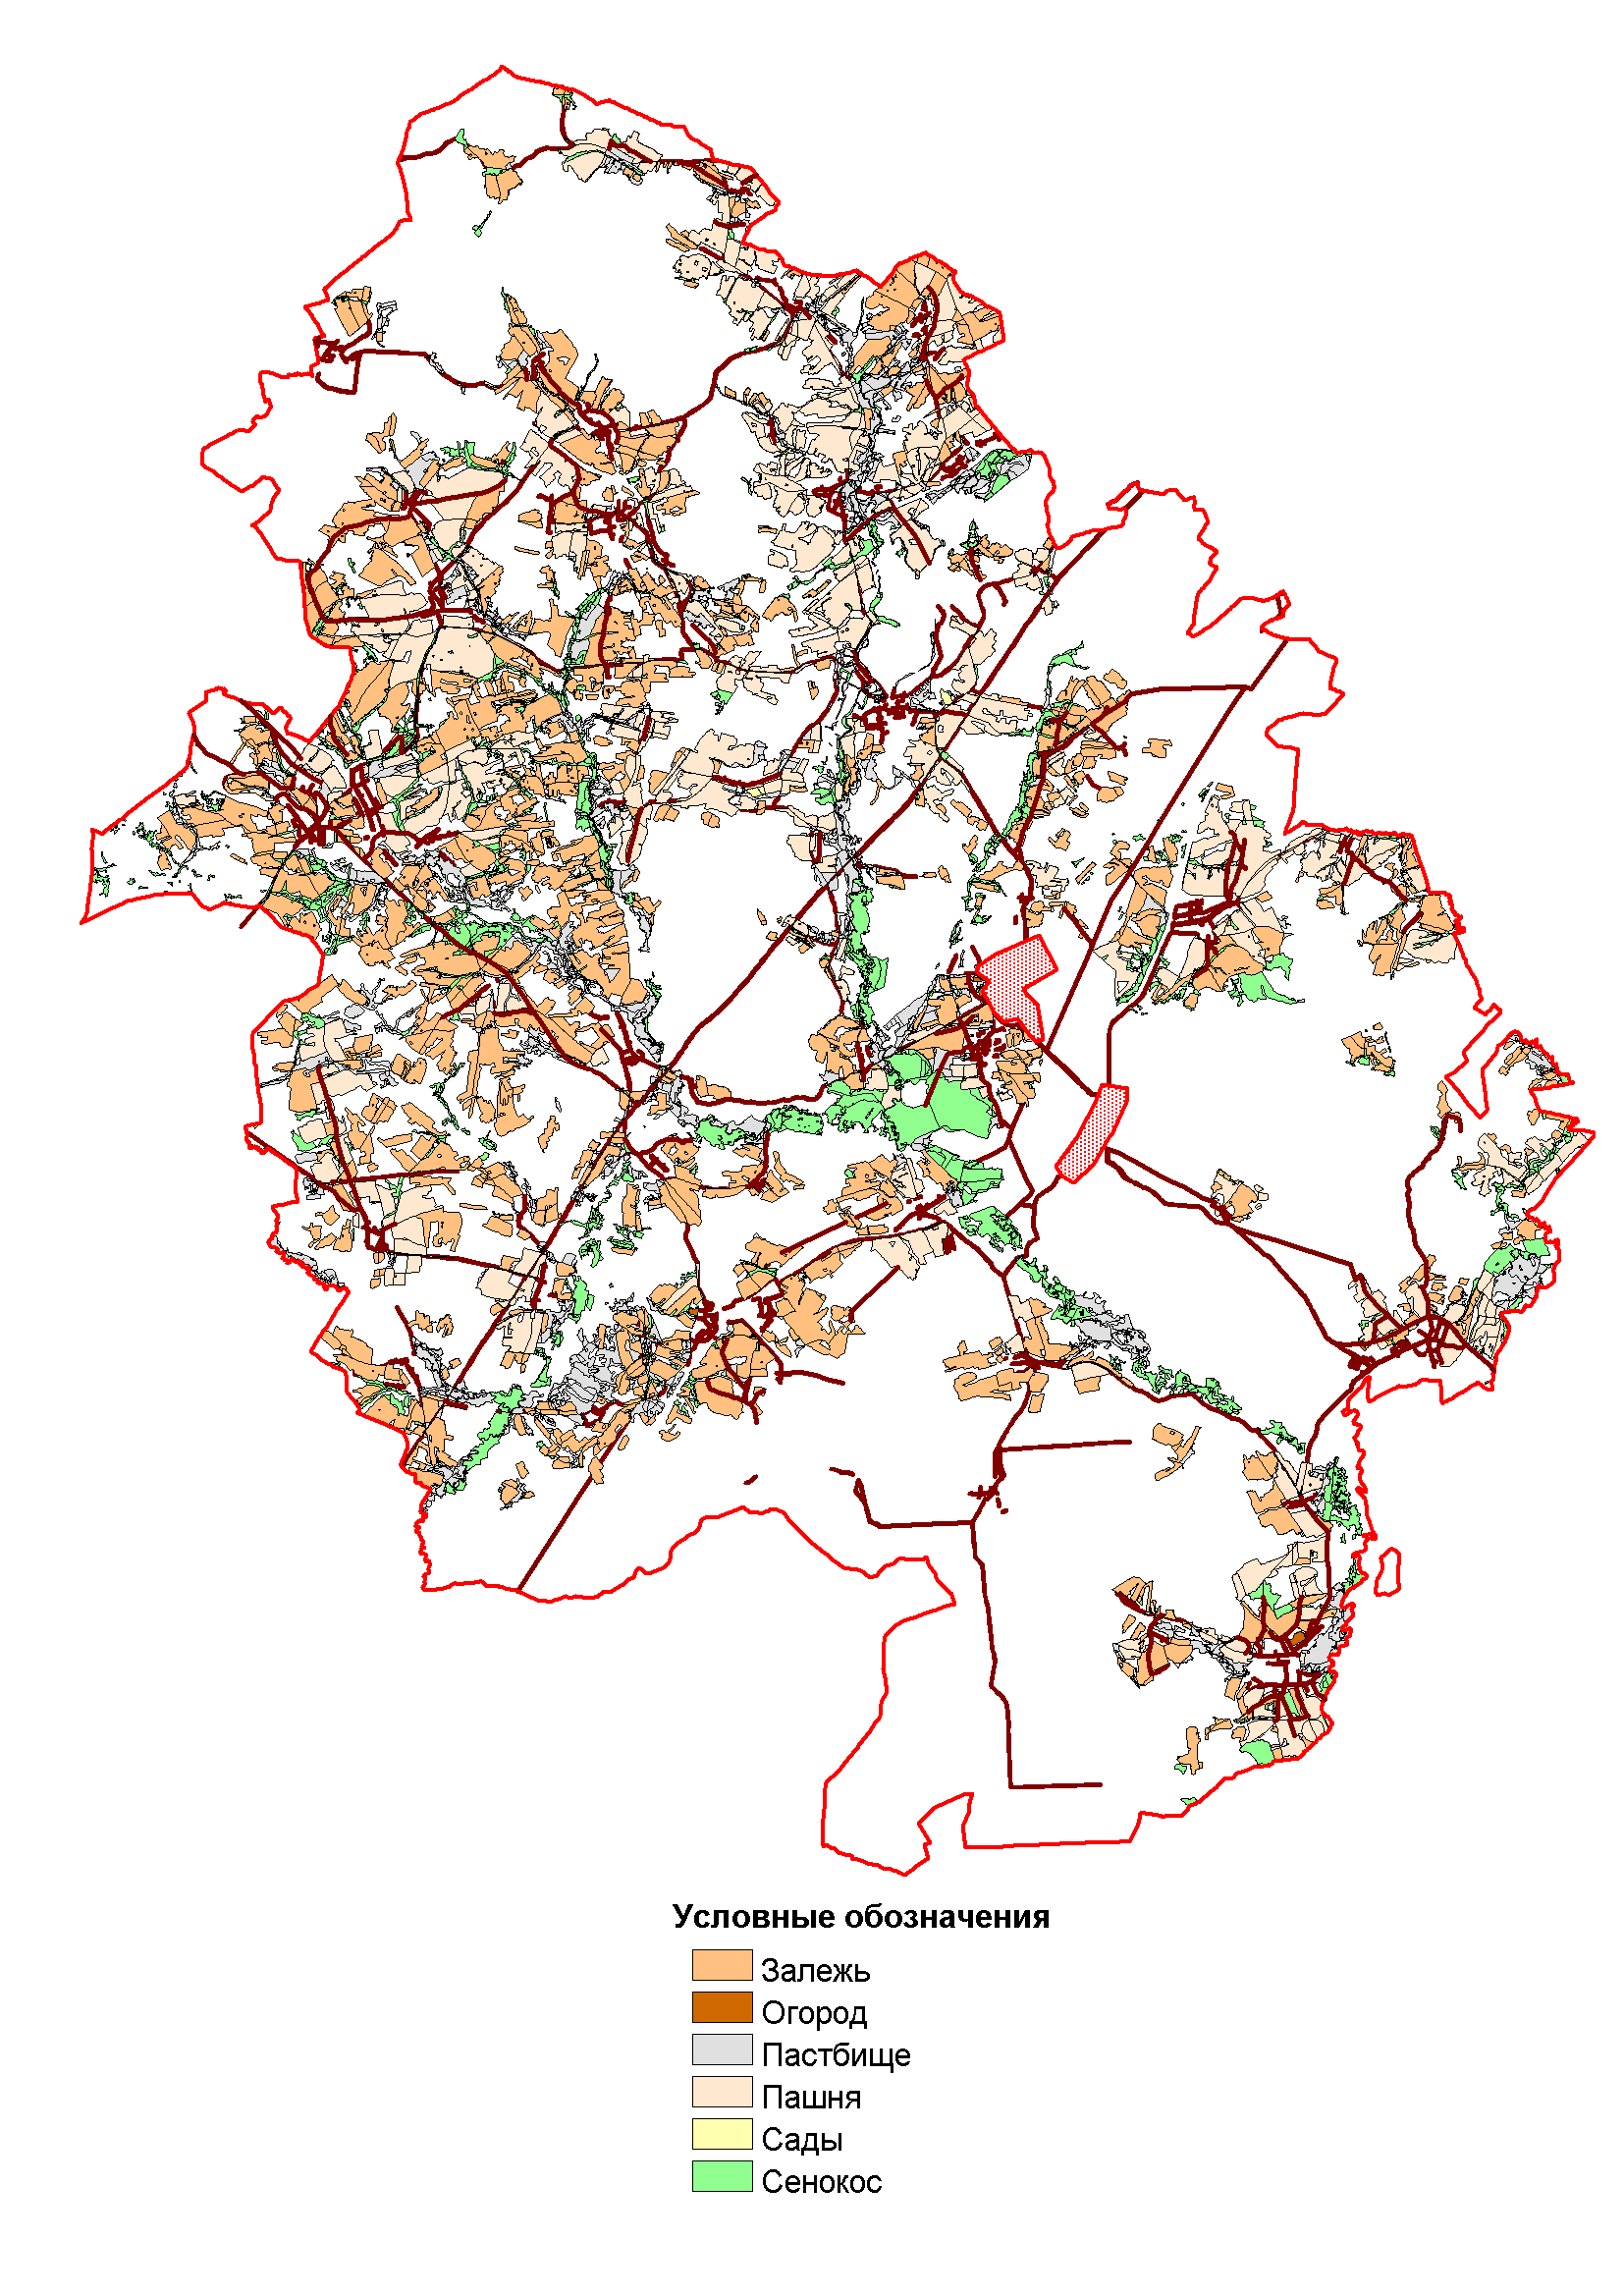 Условные обозначения
Залежь
Огород
Пастбище
Пашня
Сады
Сенокос